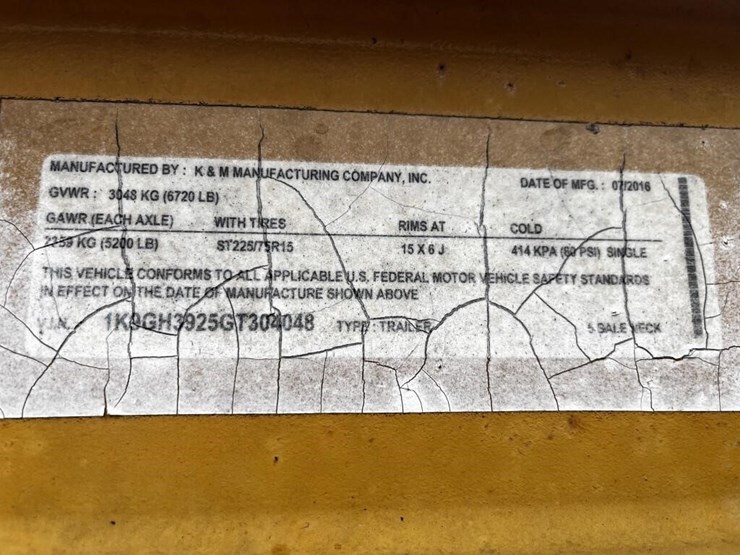 MANUFACTURED BY : K & M MANUFACTURING COMPANY, INC. DATE OF MFG. : 07/2016
GVWR : 3048 KG (6720 LB)
GAWR (EACH AXLE) WITH TIRES RIMS AT COLD
2359 KG (5200 LB) ST225/75R15 15 X 6 J 414 KPA (60 PSI) SINGLE
THIS VEHICLE CONFORMS TO ALL APPLICABLE U.S. FEDERAL MOTOR VEHICLE SAFETY STANDARDS
IN EFFECT ON THE DATE OF MANUFACTURE SHOWN ABOVE
V.I.N. 1K9GH3925GT304048 TYPE : TRAILER